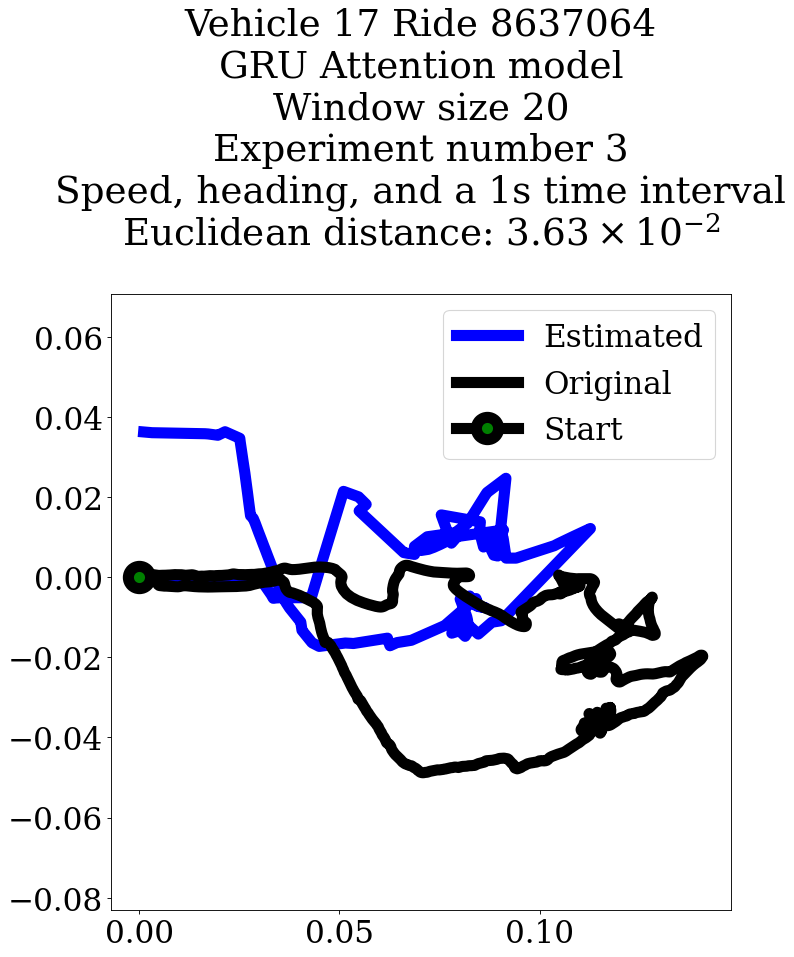 Vehicle 17 Ride 8637064
GRU Attention model
Window size 20
Experiment number 3
Speed, heading, and a 1s time interval
Euclidean distance: 3.63 × 10⁻²
Estimated
Original
Start
0.06
0.04
0.02
0.00
−0.02
−0.04
−0.06
−0.08
0.00 0.05 0.10